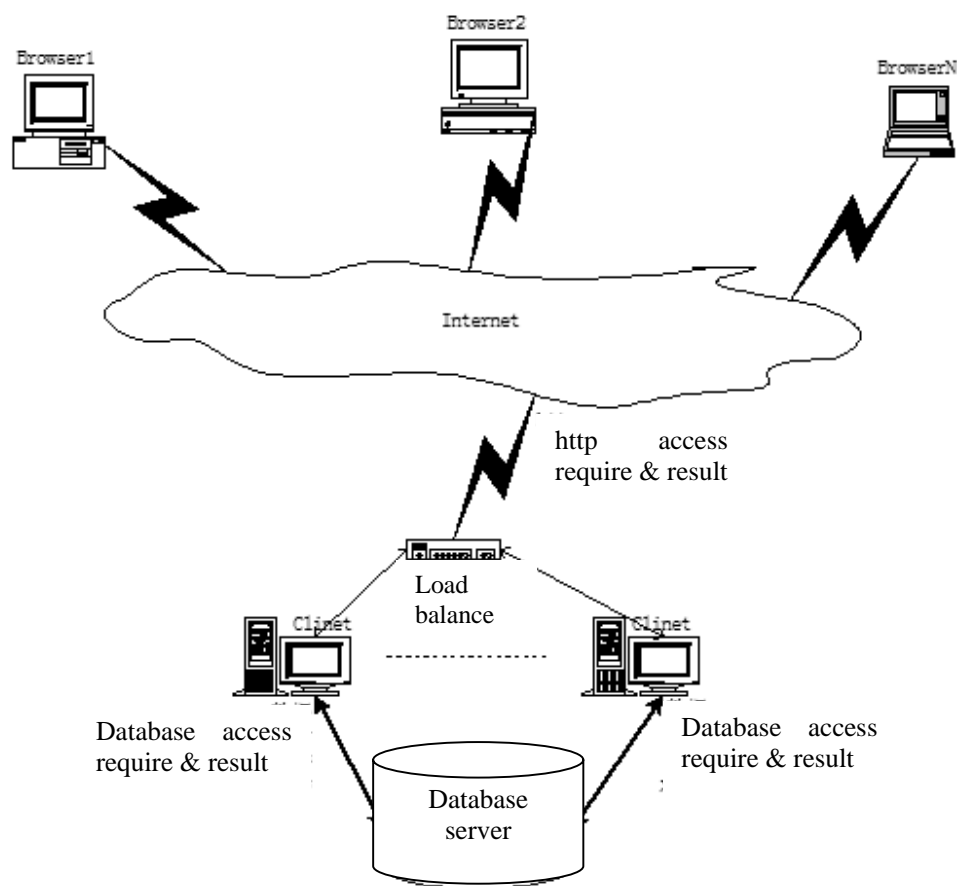 Browser2
Browser1
BrowserN
Internet
http access
require & result
Load
balance
Clinet
Clinet
Database access
require & result
Database access
require & result
Database
server